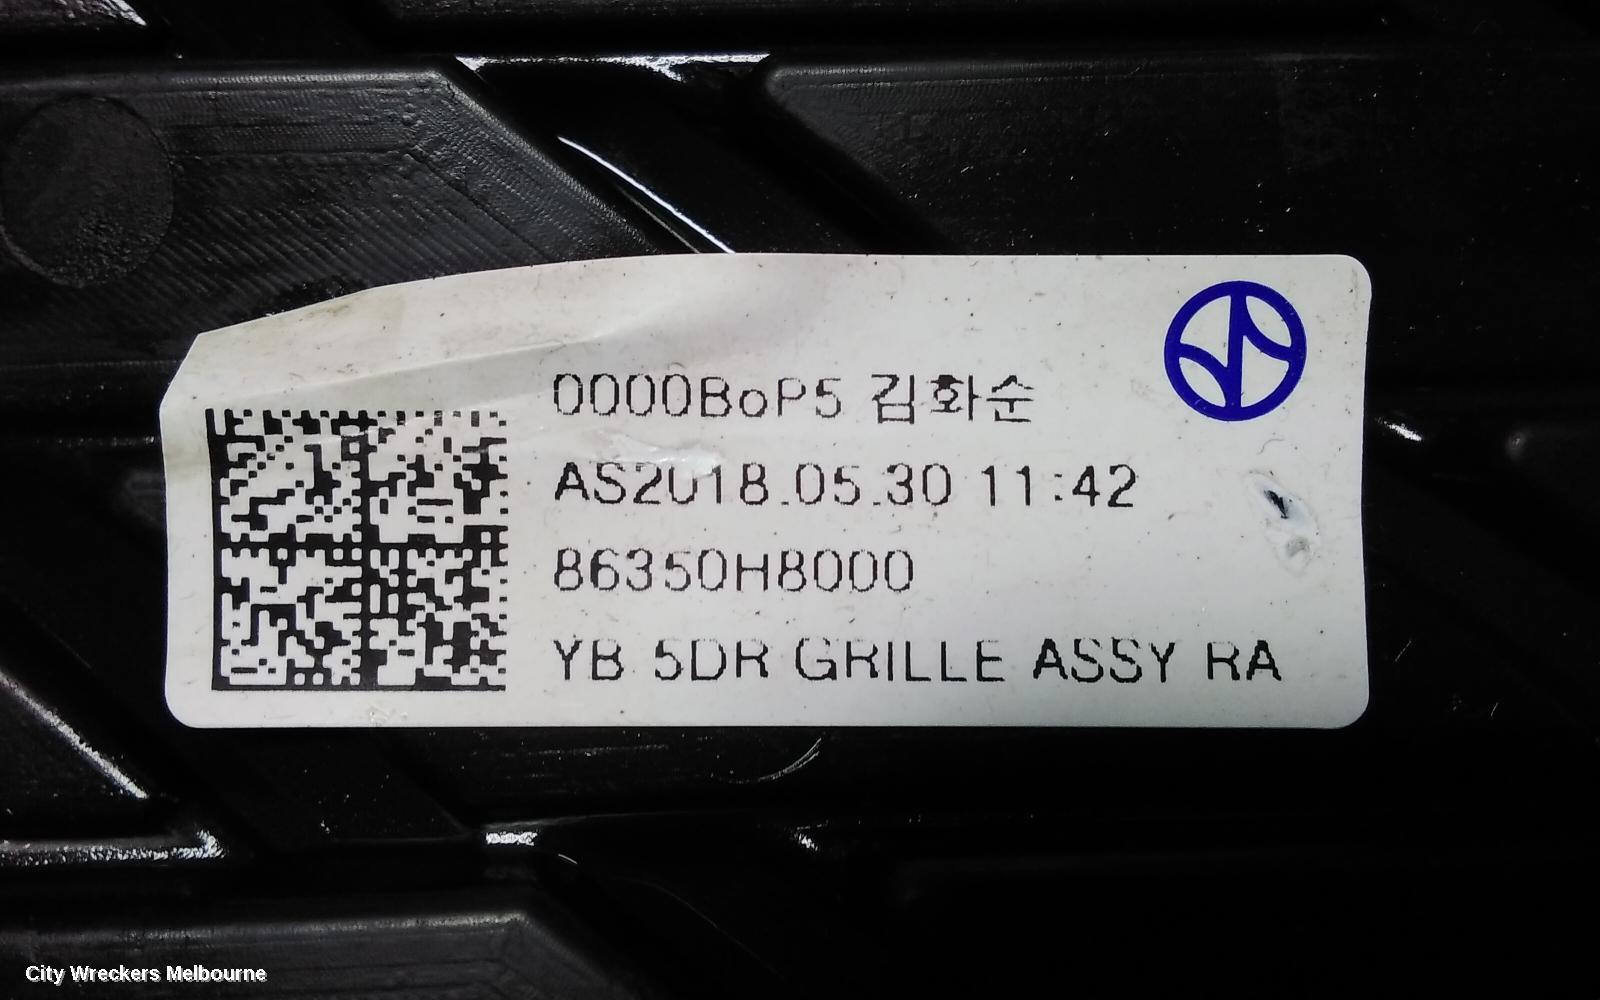 0000BoP5 김화순
AS2018.05.30 11:42
86350H8000
YB 5DR GRILLE ASSY RA
City Wreckers Melbourne